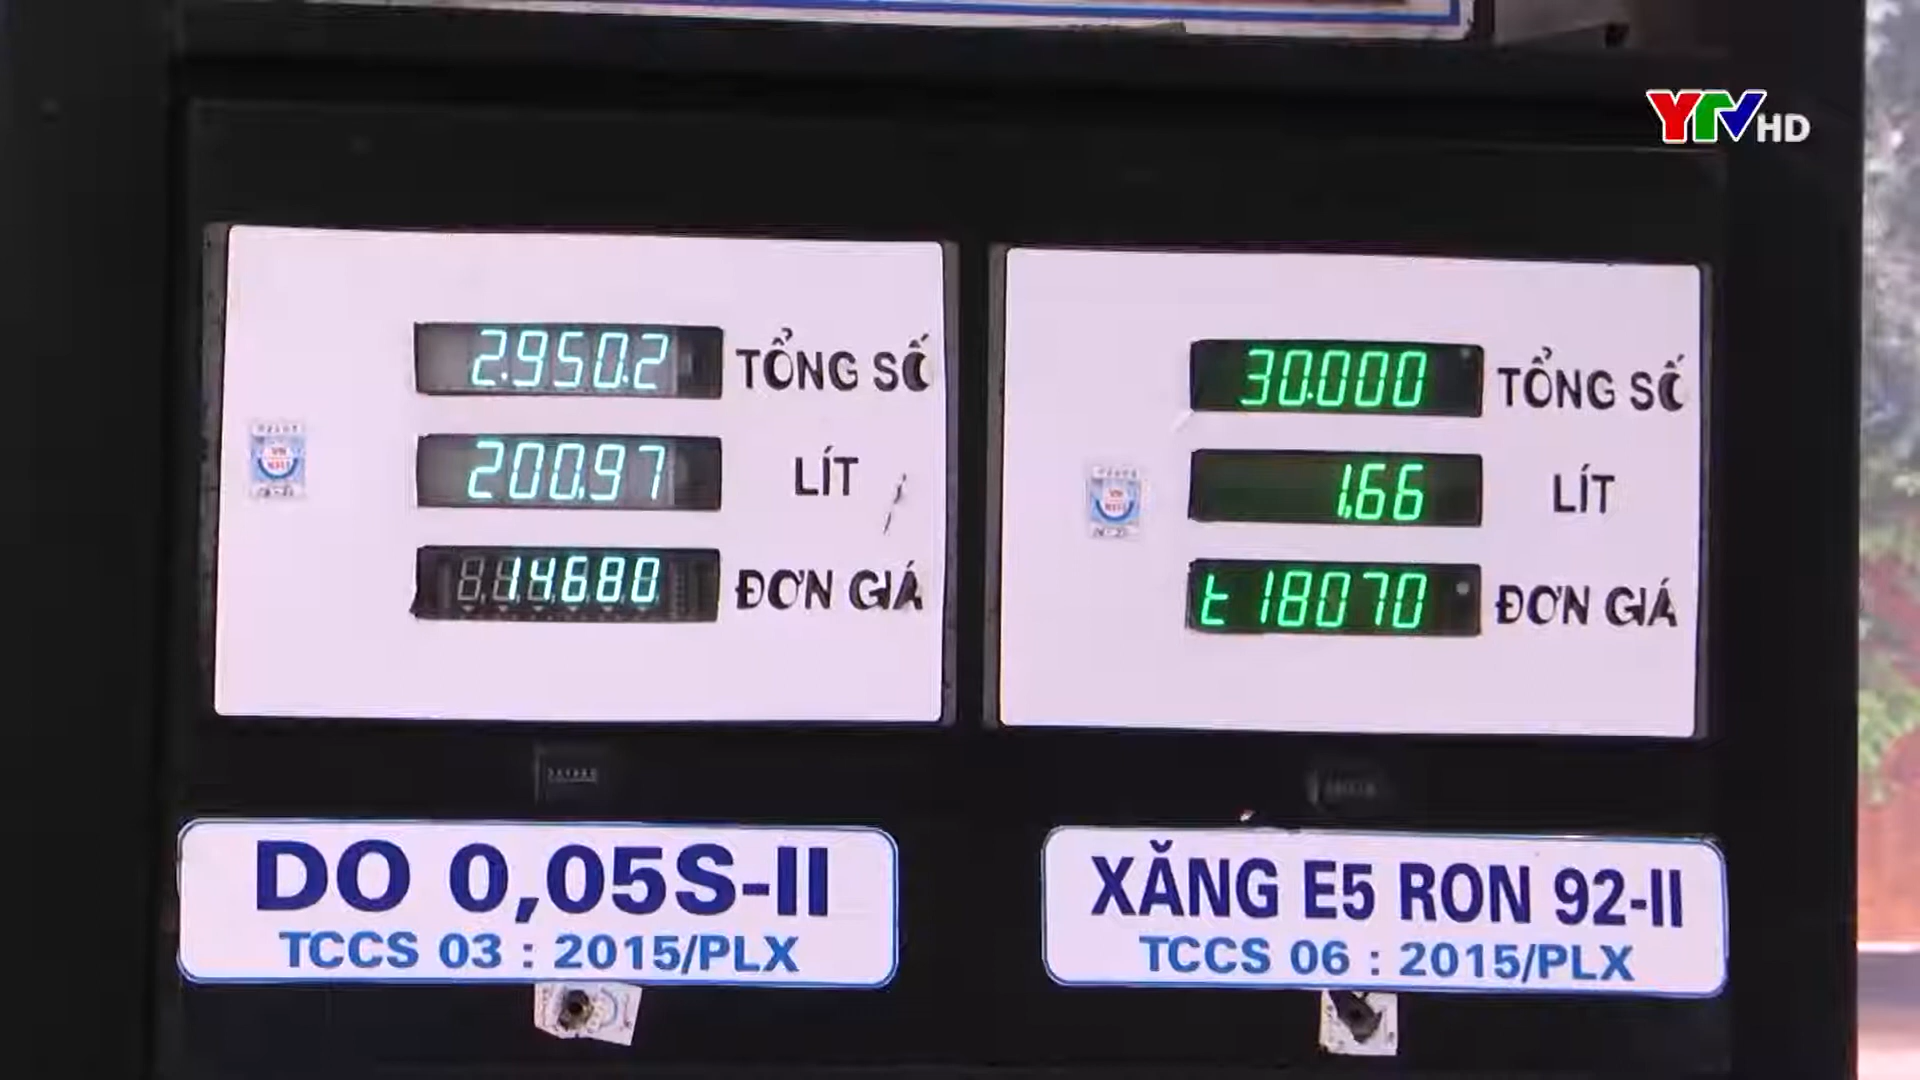 YTV HD
2.950.2 TỔNG SỐ
200.97 LÍT
14680 ĐƠN GIÁ
30.000 TỔNG SỐ
1,66 LÍT
t 18070 ĐƠN GIÁ
DO 0,05S-II
TCCS 03 : 2015/PLX
XĂNG E5 RON 92-II
TCCS 06 : 2015/PLX